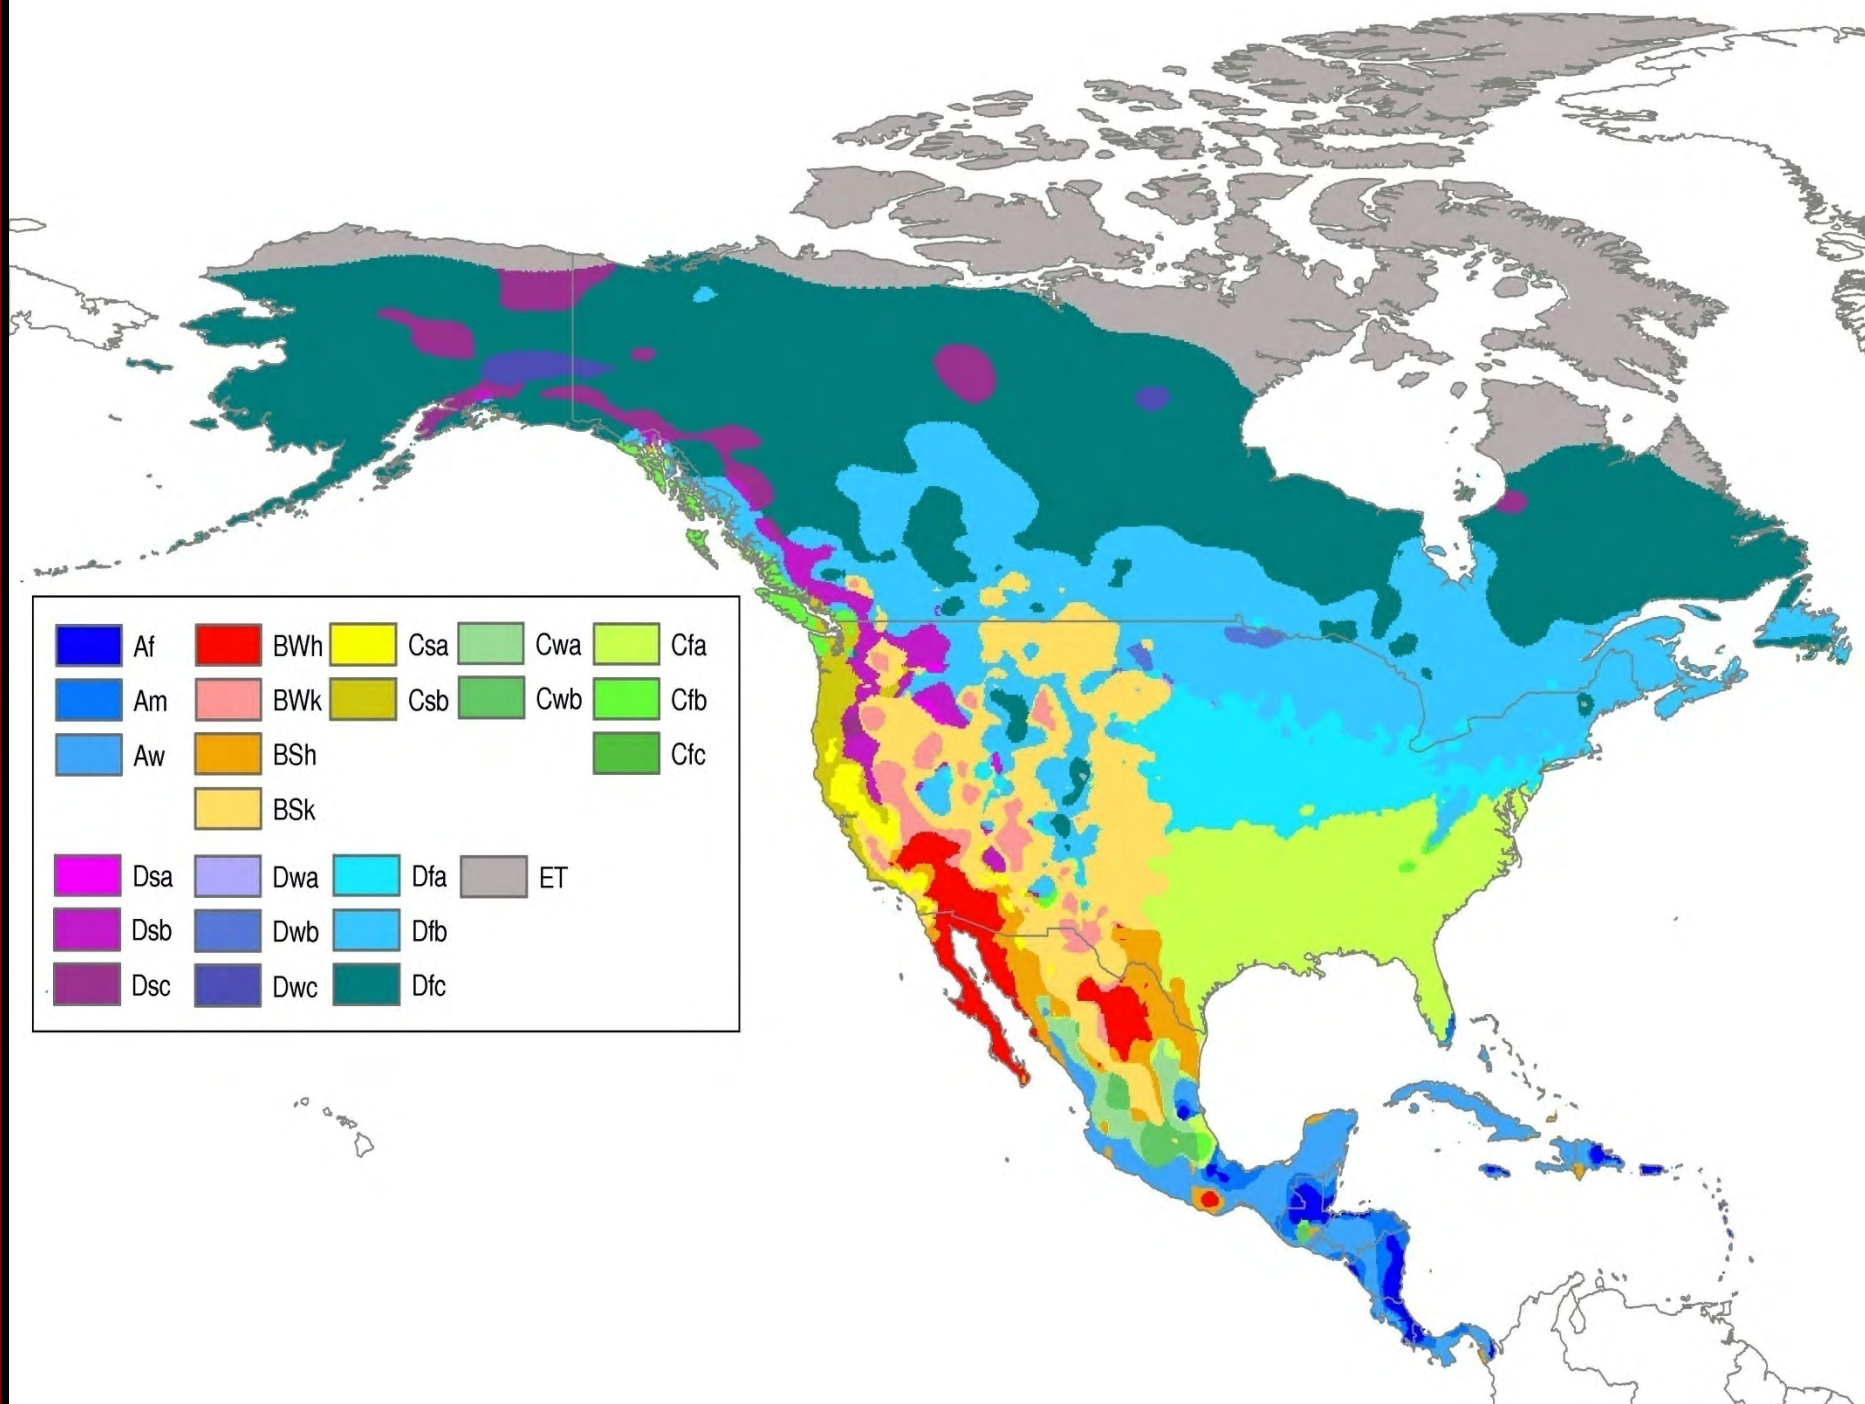 Af BWh Csa Cwa Cfa
Am BWk Csb Cwb Cfb
Aw BSh Cfc
BSk
Dsa Dwa Dfa ET
Dsb Dwb Dfb
Dsc Dwc Dfc